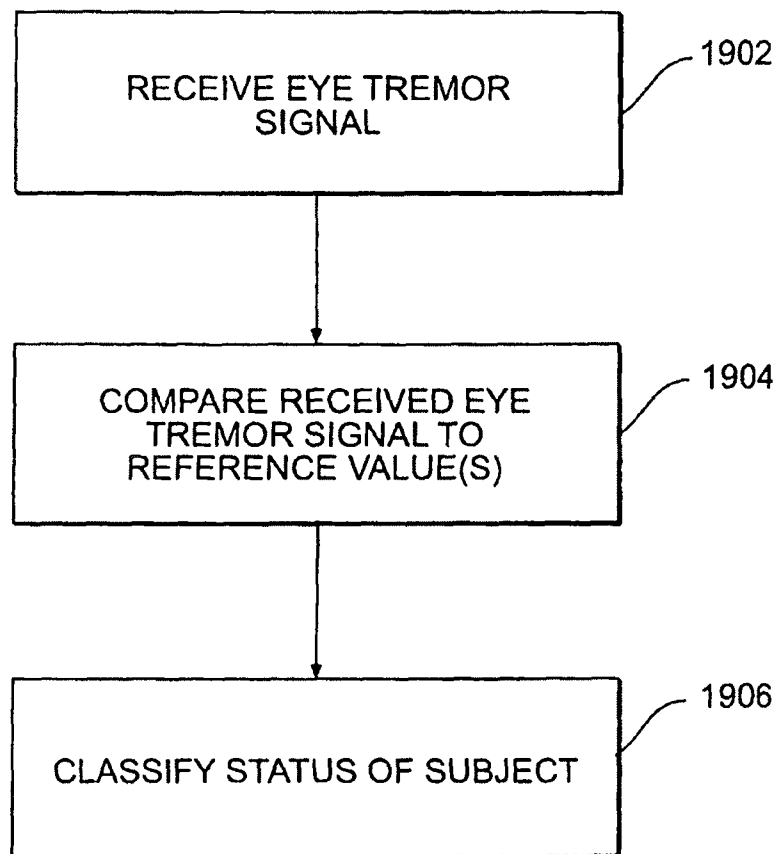 1902
RECEIVE EYE TREMOR
SIGNAL
1904
COMPARE RECEIVED EYE
TREMOR SIGNAL TO
REFERENCE VALUE(S)
1906
CLASSIFY STATUS OF SUBJECT